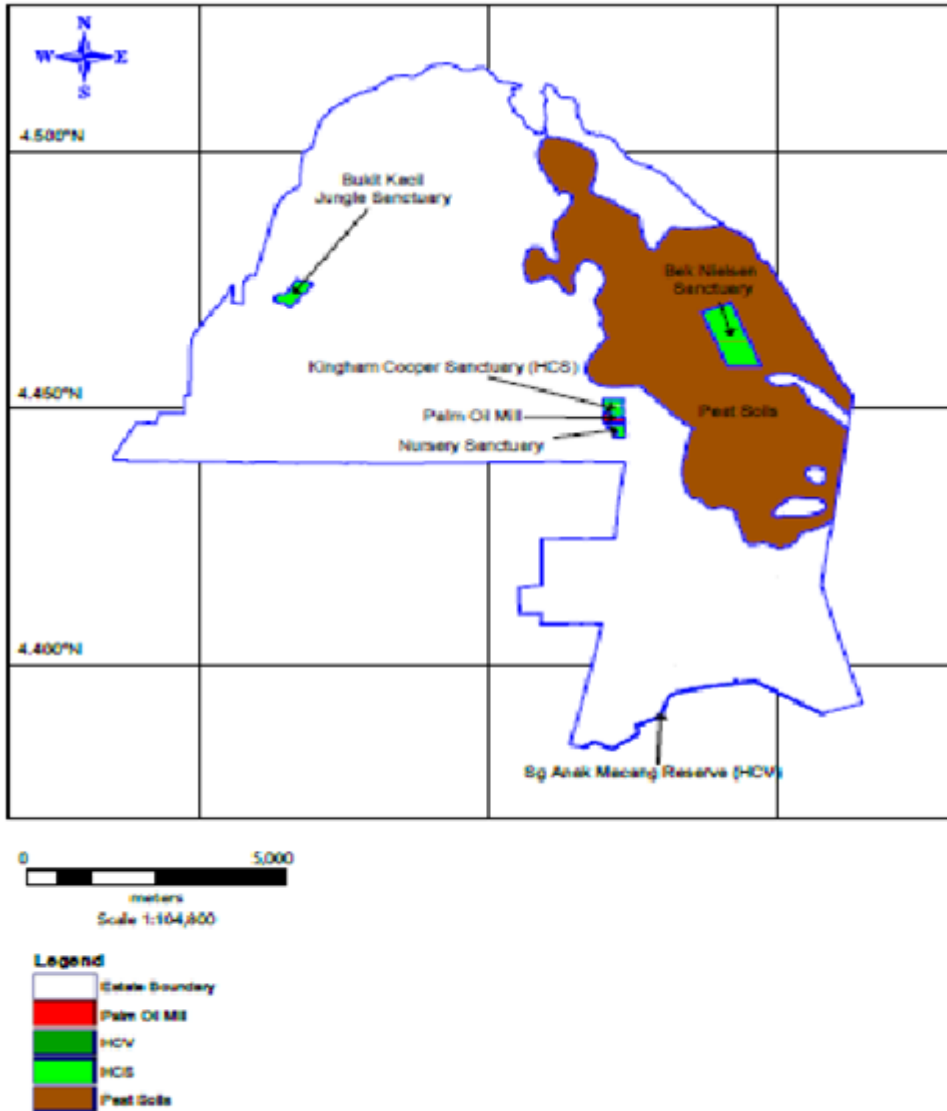 N
W E
S
4.500°N
Bukit Kecil
Jungle Sanctuary
Bek Nielsen
Sanctuary
Kingham Cooper Sanctuary (HCS)
4.450°N
Palm Oil Mill
Peat Soils
Nursery Sanctuary
4.400°N
Sg Anak Macang Reserve (HCV)
0 5,000
meters
Scale 1:104,800
Legend
Estate Boundary
Palm Oil Mill
HCV
HCS
Peat Soils